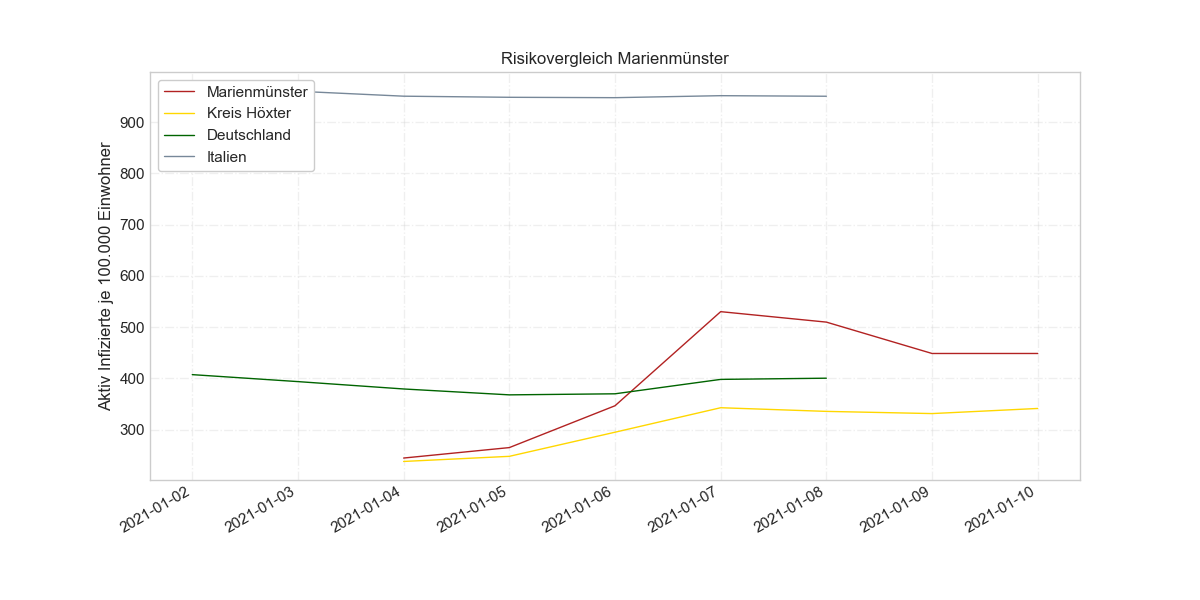 Risikovergleich Marienmünster
Marienmünster
Kreis Höxter
Deutschland
Italien
Aktiv Infizierte je 100.000 Einwohner
900
800
700
600
500
400
300
2021-01-02
2021-01-03
2021-01-04
2021-01-05
2021-01-06
2021-01-07
2021-01-08
2021-01-09
2021-01-10